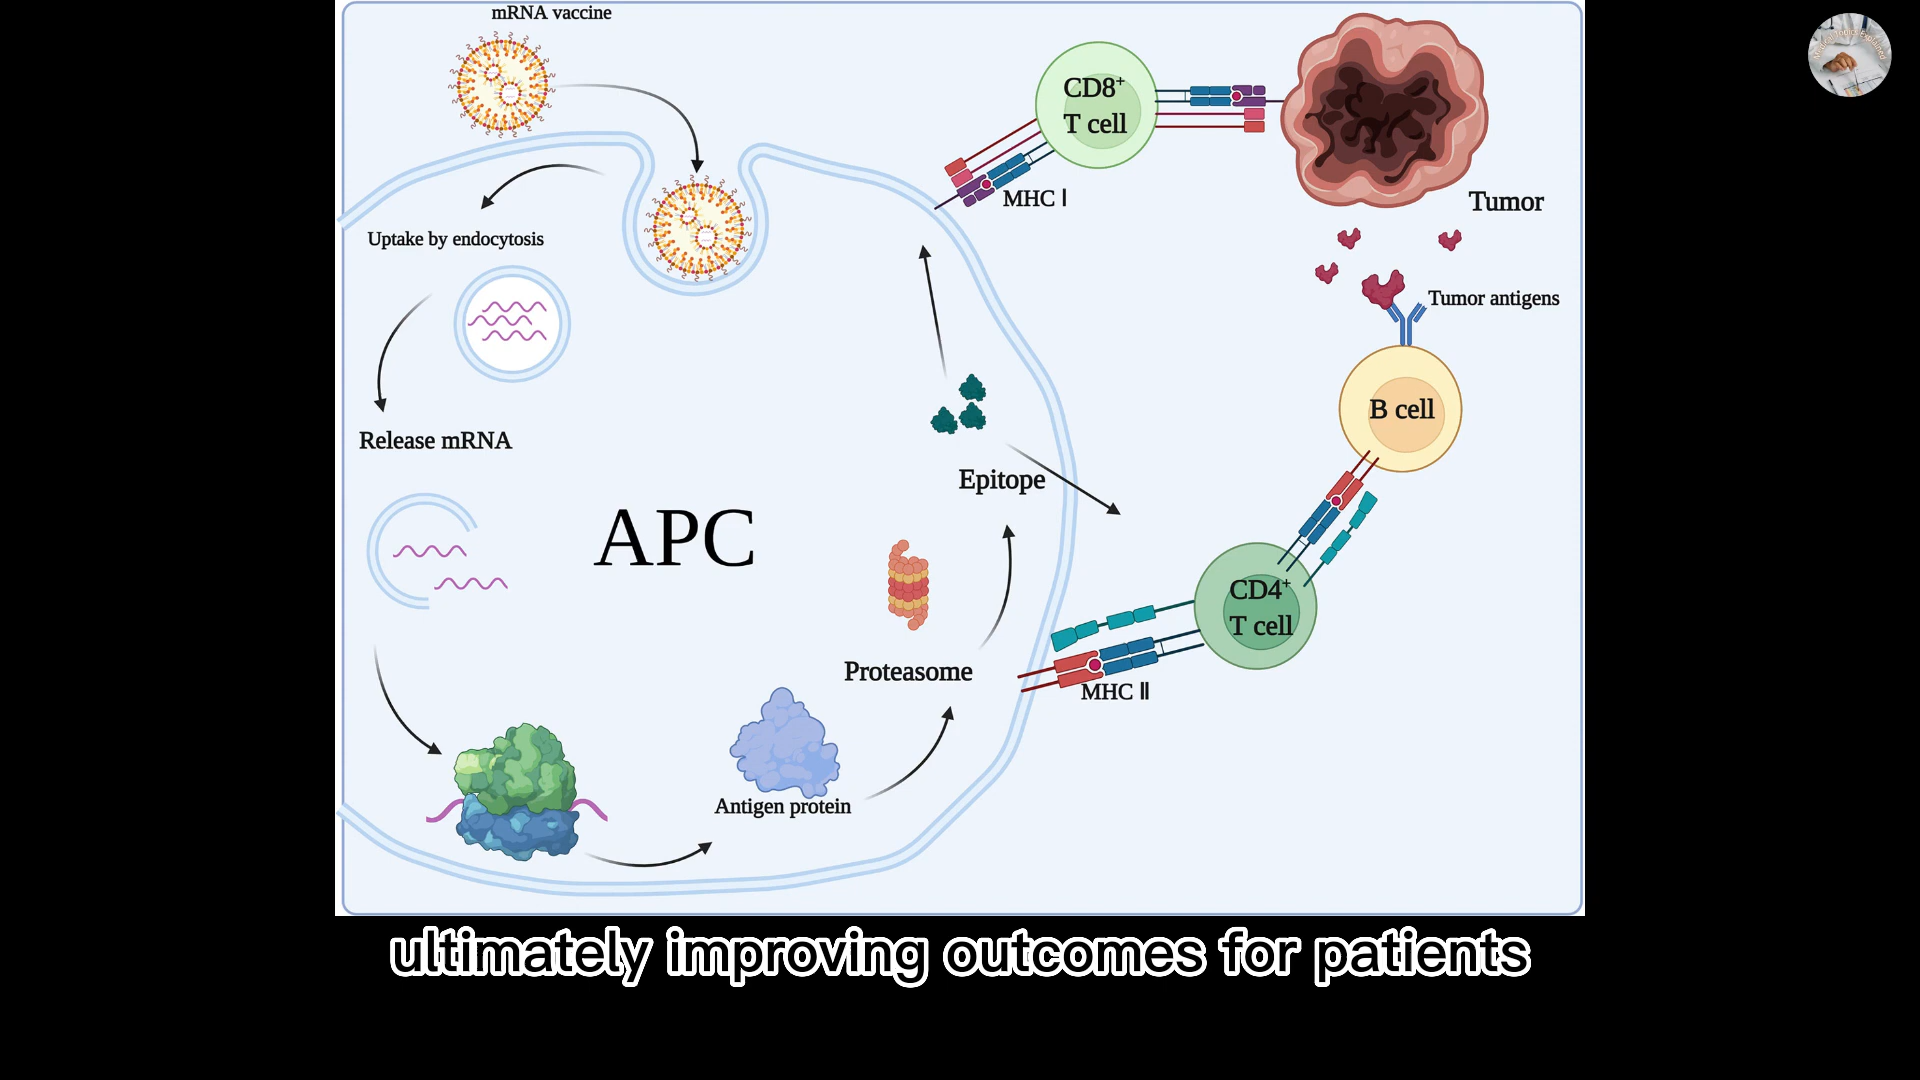 mRNA vaccine
CD8⁺
T cell
MHC Ⅰ
Tumor
Uptake by endocytosis
Tumor antigens
B cell
Release mRNA
Epitope
APC
CD4⁺
T cell
Proteasome
MHC Ⅱ
Antigen protein
ultimately improving outcomes for patients